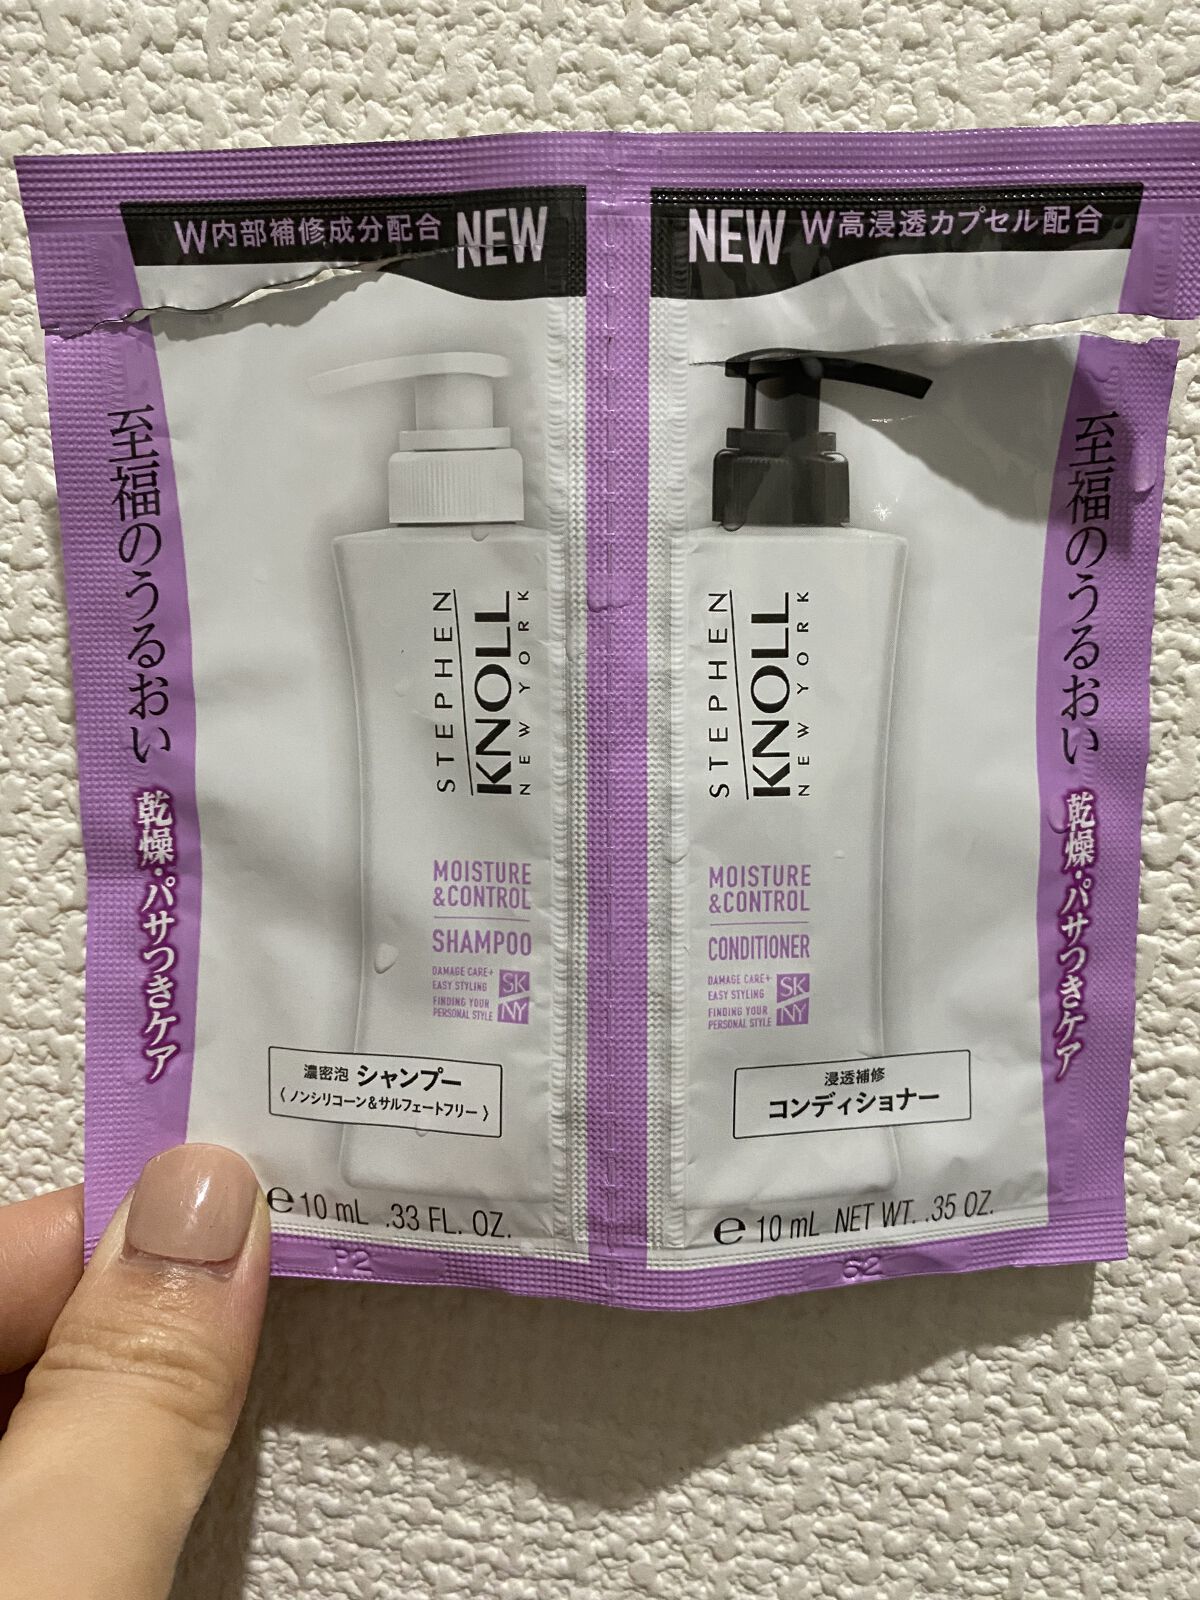 W内部補修成分配合 NEW
至福のうるおい 乾燥・パサつきケア
STEPHEN
KNOLL
NEW YORK
MOISTURE
&CONTROL
SHAMPOO
DAMAGE CARE+
EASY STYLING
FINDING YOUR
PERSONAL STYLE
SK
NY
濃密泡 シャンプー
〈ノンシリコーン&サルフェートフリー〉
e 10 mL .33 FL. OZ.
P2
NEW W高浸透カプセル配合
STEPHEN
KNOLL
NEW YORK
MOISTURE
&CONTROL
CONDITIONER
DAMAGE CARE+
EASY STYLING
FINDING YOUR
PERSONAL STYLE
SK
NY
浸透補修
コンディショナー
e 10 mL NET WT. .35 OZ.
至福のうるおい 乾燥・パサつきケア